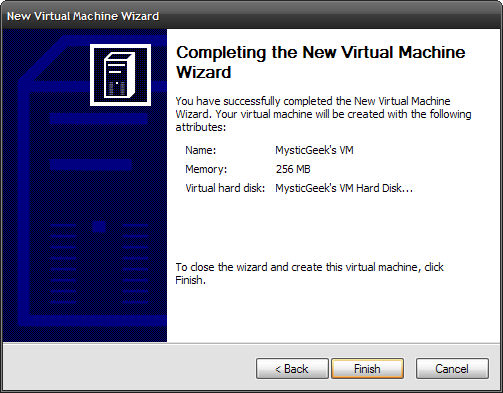 New Virtual Machine Wizard
Completing the New Virtual Machine
Wizard
You have successfully completed the New Virtual Machine
Wizard. Your virtual machine will be created with the following
attributes:
Name: MysticGeek's VM
Memory: 256 MB
Virtual hard disk: MysticGeek's VM Hard Disk...
To close the wizard and create this virtual machine, click
Finish.
< Back Finish Cancel